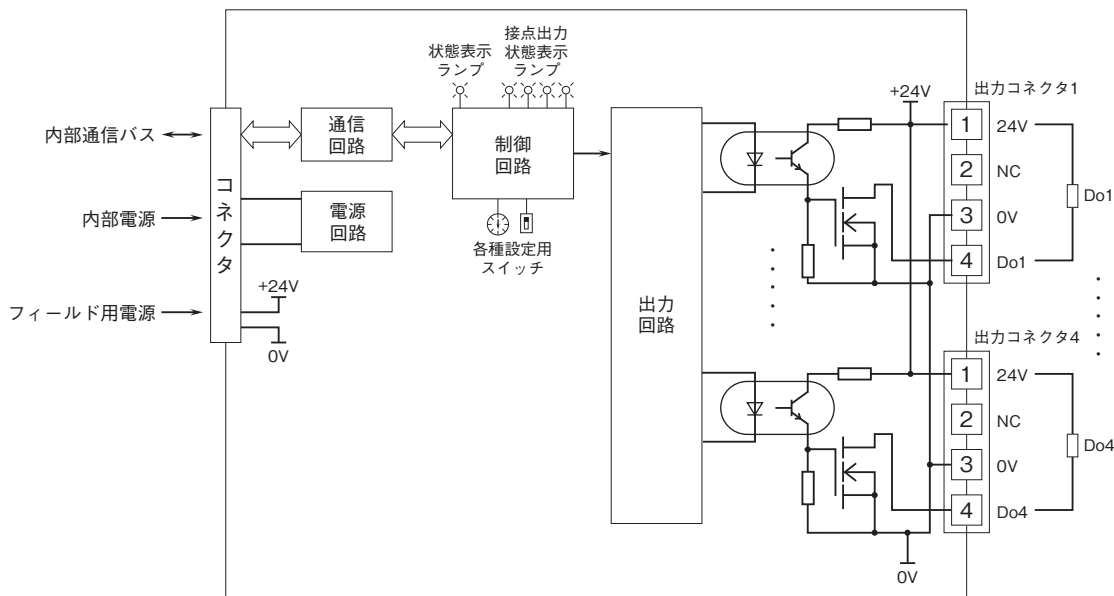 状態表示
ランプ
接点出力
状態表示
ランプ
内部通信バス
内部電源
フィールド用電源
コネクタ
通信
回路
電源
回路
制御
回路
各種設定用
スイッチ
+24V
0V
出力
回路
+24V
出力コネクタ1
1 24V
2 NC
3 0V
4 Do1
Do1
出力コネクタ4
1 24V
2 NC
3 0V
4 Do4
Do4
0V